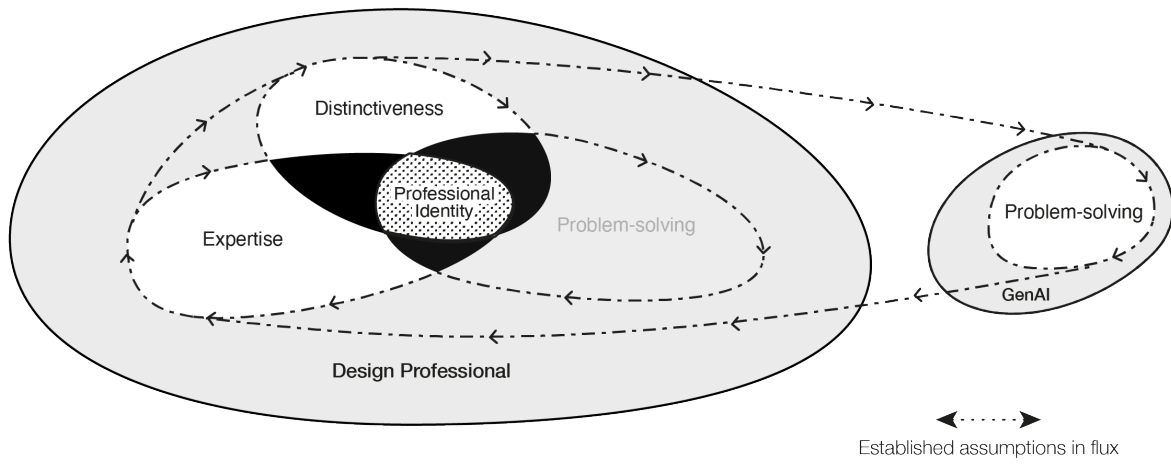 Distinctiveness
Professional
Identity
Expertise
Problem-solving
Problem-solving
GenAI
Design Professional
Established assumptions in flux